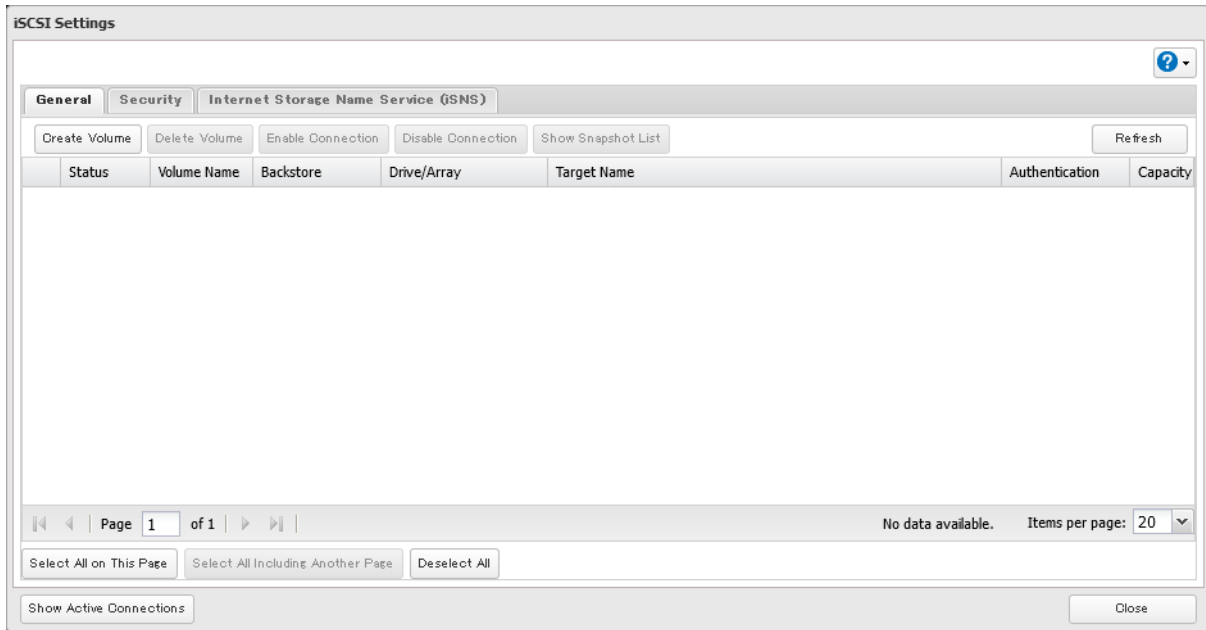 iSCSI Settings
?
General Security Internet Storage Name Service (iSNS)
Create Volume Delete Volume Enable Connection Disable Connection Show Snapshot List Refresh
Status Volume Name Backstore Drive/Array Target Name Authentication Capacity
Page 1 of 1 No data available. Items per page: 20
Select All on This Page Select All Including Another Page Deselect All
Show Active Connections Close